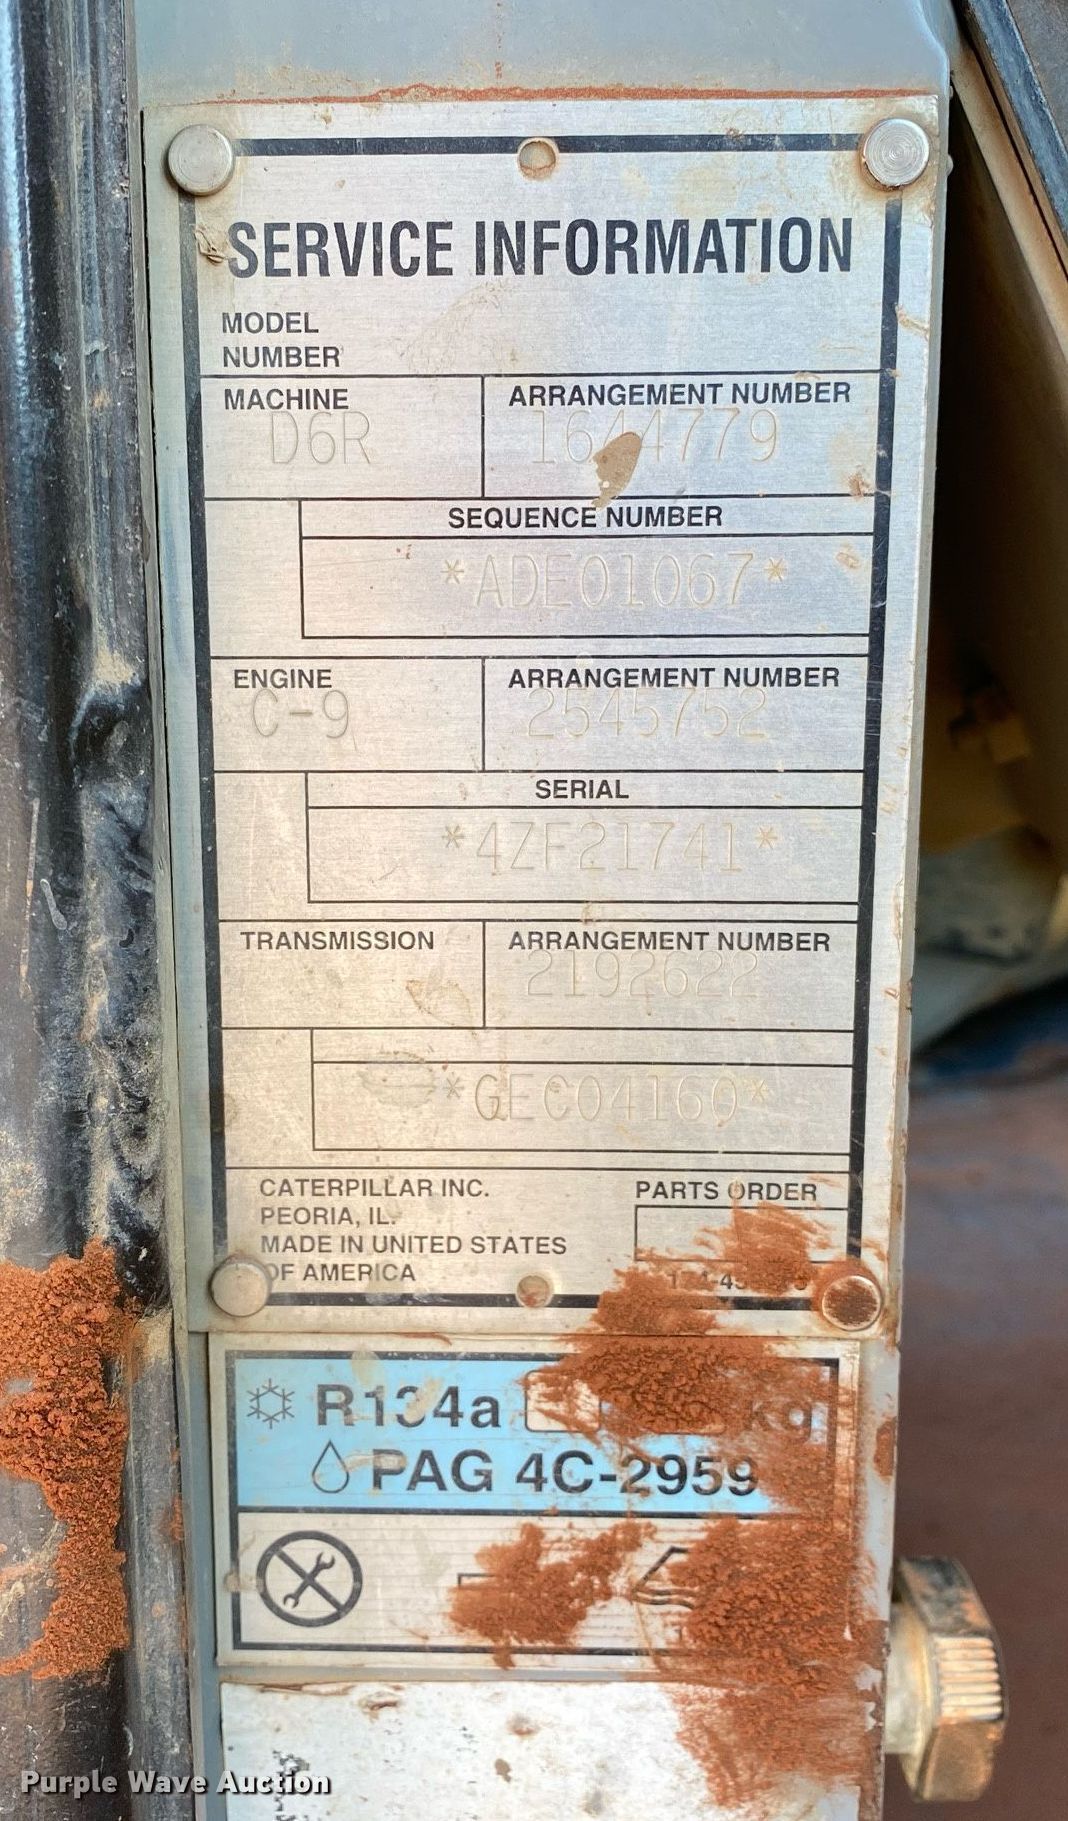 SERVICE INFORMATION
MODEL
NUMBER
MACHINE
D6R
ARRANGEMENT NUMBER
1644779
SEQUENCE NUMBER
*ADE01067*
ENGINE
C-9
ARRANGEMENT NUMBER
2545752
SERIAL
*4ZF21741*
TRANSMISSION
ARRANGEMENT NUMBER
2192622
*GEC04160*
CATERPILLAR INC.
PEORIA, IL.
MADE IN UNITED STATES
OF AMERICA
PARTS ORDER
R134a kg
PAG 4C-2959
Purple Wave Auction